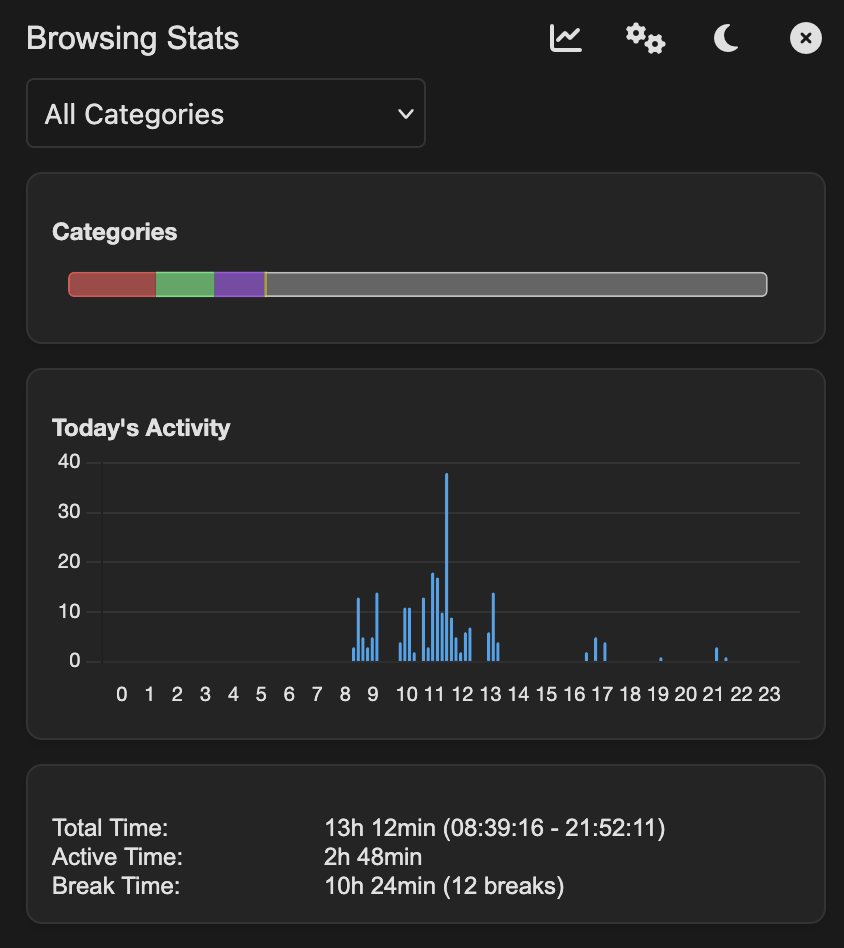 Browsing Stats
All Categories
Categories
Today's Activity
40
30
20
10
0
0 1 2 3 4 5 6 7 8 9 10 11 12 13 14 15 16 17 18 19 20 21 22 23
Total Time: 13h 12min (08:39:16 - 21:52:11)
Active Time: 2h 48min
Break Time: 10h 24min (12 breaks)